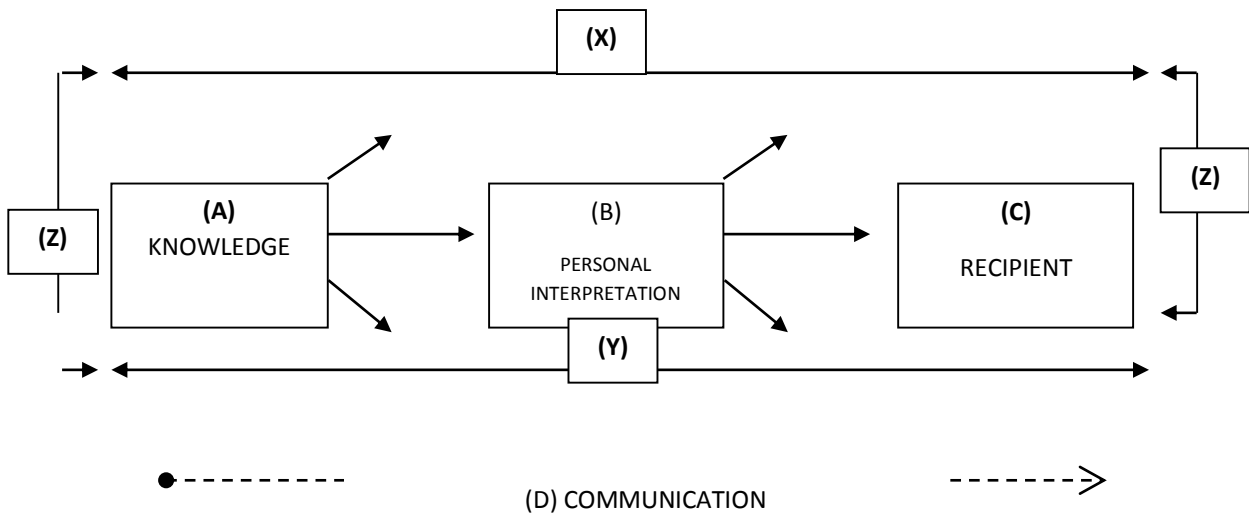 (X)
(Z)
(A)
KNOWLEDGE
(B)
PERSONAL
INTERPRETATION
(C)
RECIPIENT
(Z)
(Y)
(D) COMMUNICATION